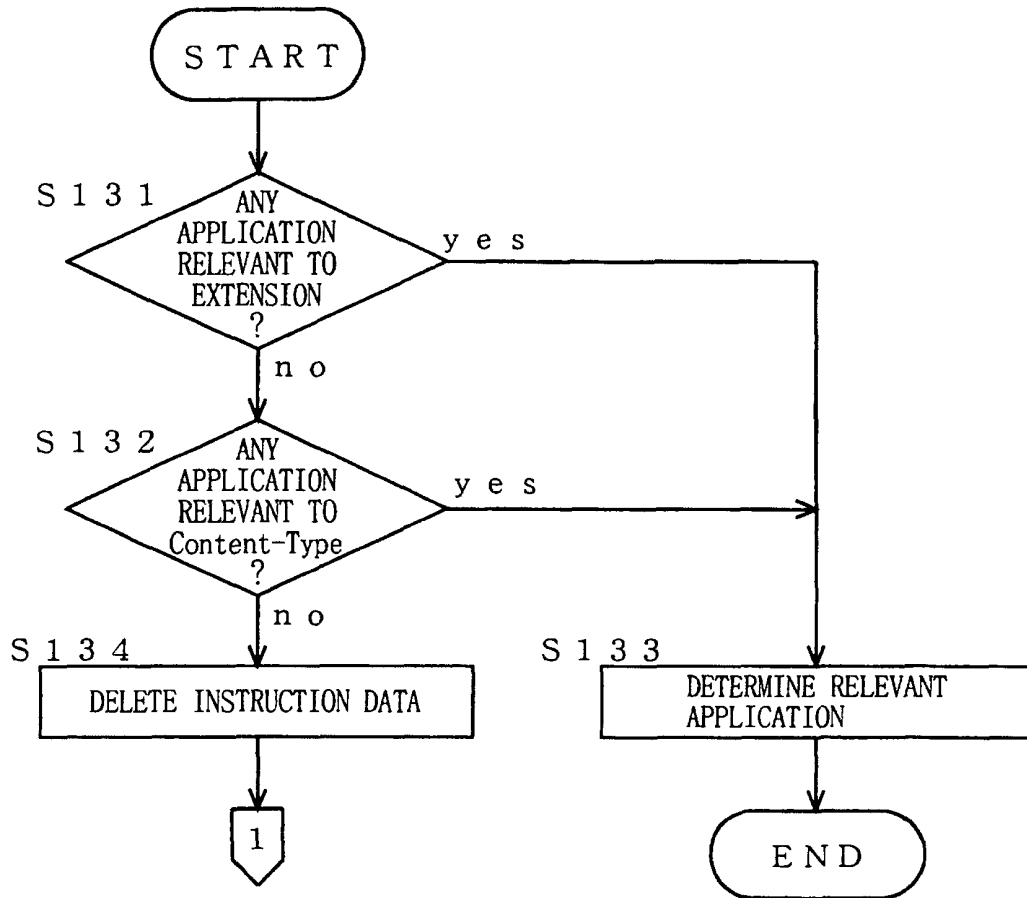 START
S131
ANY
APPLICATION
RELEVANT TO
EXTENSION
?
yes
no
S132
ANY
APPLICATION
RELEVANT TO
Content-Type
?
yes
no
S134
DELETE INSTRUCTION DATA
S133
DETERMINE RELEVANT
APPLICATION
1
END